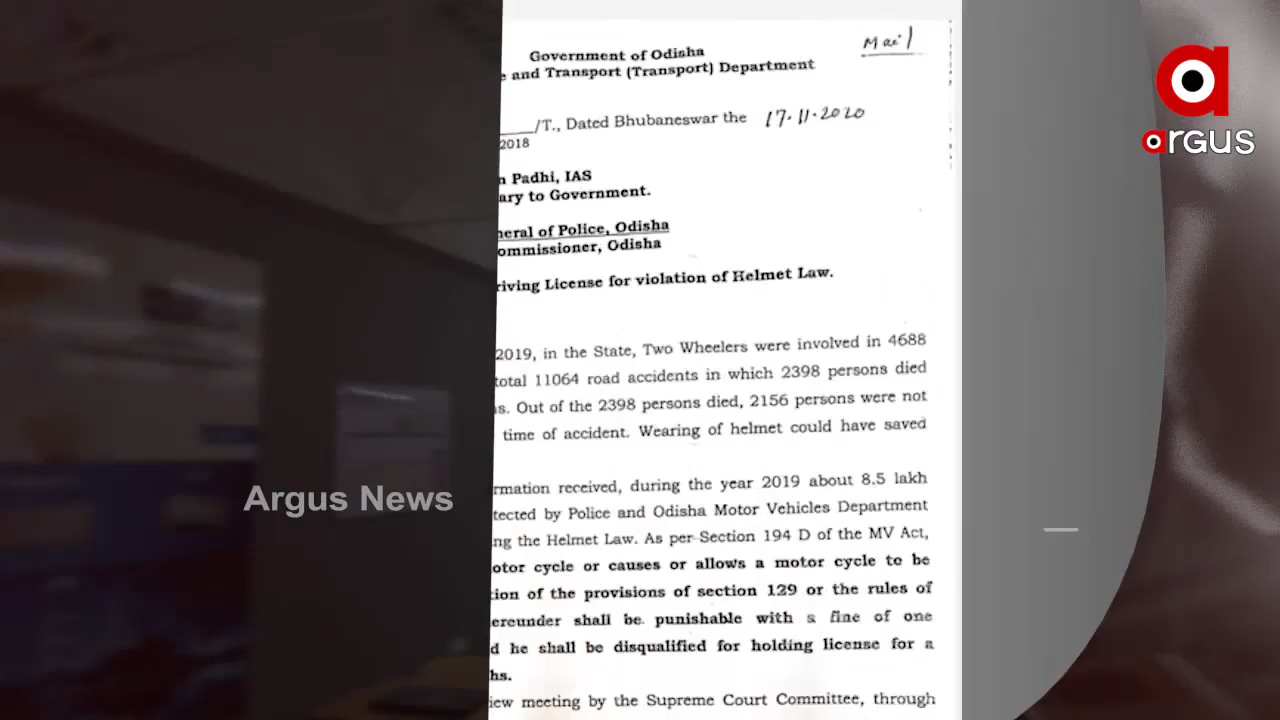 Mail
Government of Odisha
e and Transport (Transport) Department
/T., Dated Bhubaneswar the 17.11.2020
2018
n Padhi, IAS
ary to Government.
neral of Police, Odisha
ommissioner, Odisha
riving License for violation of Helmet Law.
2019, in the State, Two Wheelers were involved in 4688
total 11064 road accidents in which 2398 persons died
s. Out of the 2398 persons died, 2156 persons were not
time of accident. Wearing of helmet could have saved
rmation received, during the year 2019 about 8.5 lakh
tected by Police and Odisha Motor Vehicles Department
ng the Helmet Law. As per Section 194 D of the MV Act,
otor cycle or causes or allows a motor cycle to be
tion of the provisions of section 129 or the rules of
ereunder shall be punishable with a fine of one
d he shall be disqualified for holding license for a
hs.
iew meeting by the Supreme Court Committee, through
argus
Argus News